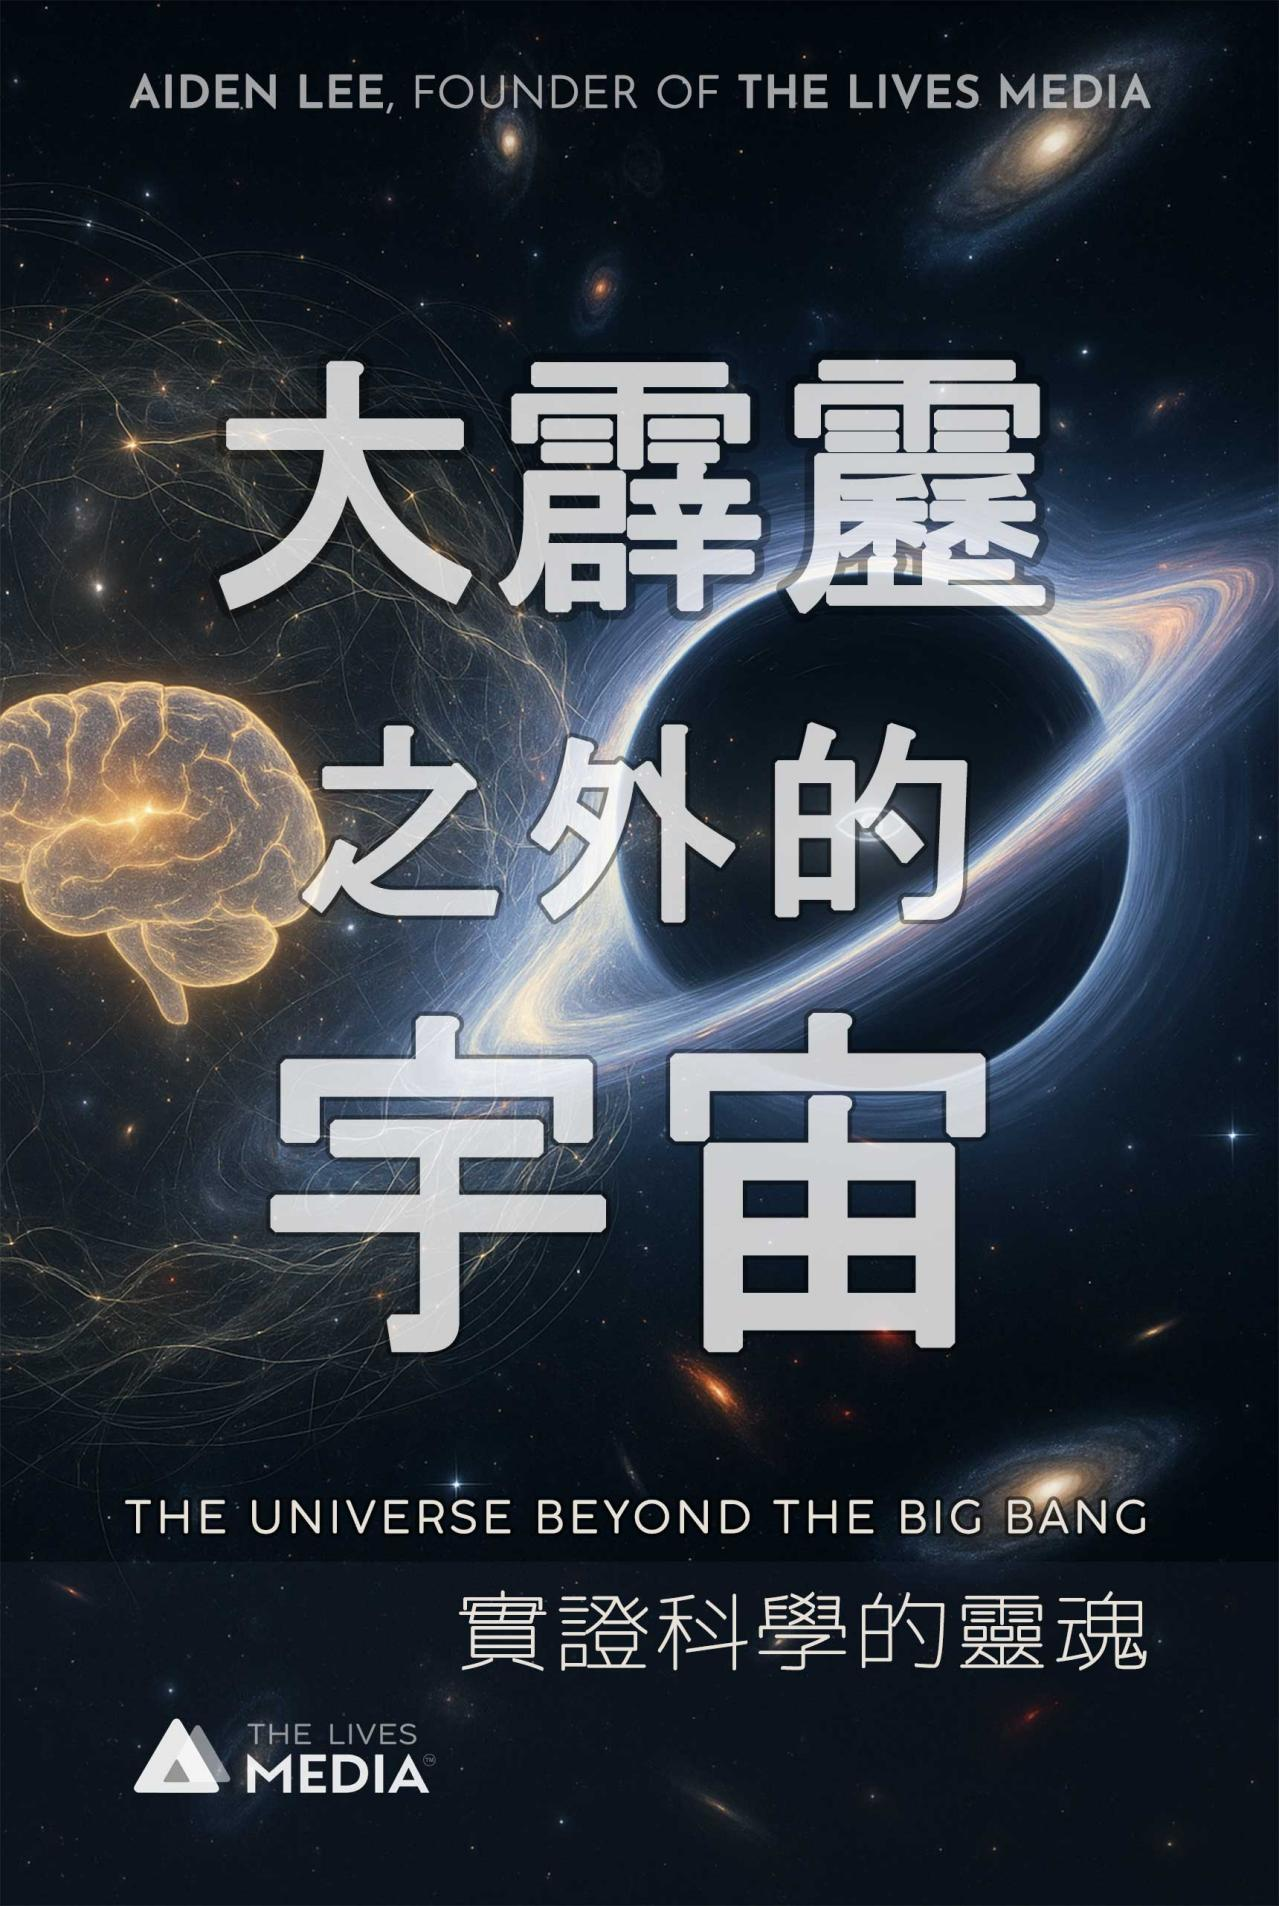 AIDEN LEE, FOUNDER OF THE LIVES MEDIA
大霹靂
之外的
宇宙
THE UNIVERSE BEYOND THE BIG BANG
實證科學的靈魂
THE LIVES
MEDIA™